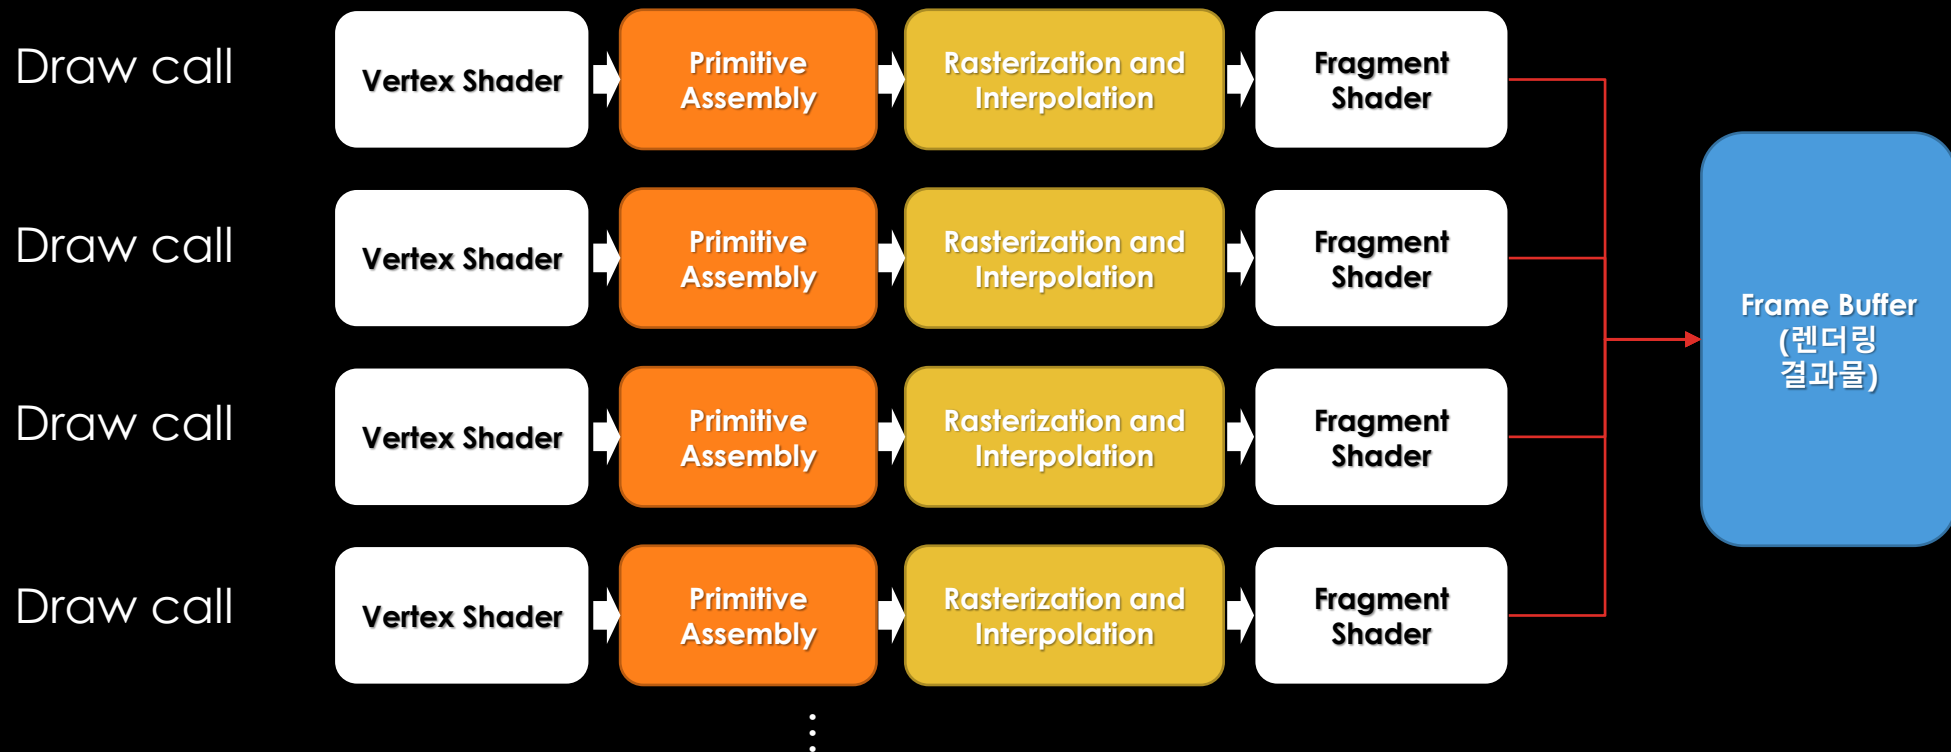 Draw call
Vertex Shader
Primitive
Assembly
Rasterization and
Interpolation
Fragment
Shader
Draw call
Vertex Shader
Primitive
Assembly
Rasterization and
Interpolation
Fragment
Shader
Draw call
Vertex Shader
Primitive
Assembly
Rasterization and
Interpolation
Fragment
Shader
Draw call
Vertex Shader
Primitive
Assembly
Rasterization and
Interpolation
Fragment
Shader
⋮
Frame Buffer
(렌더링
결과물)